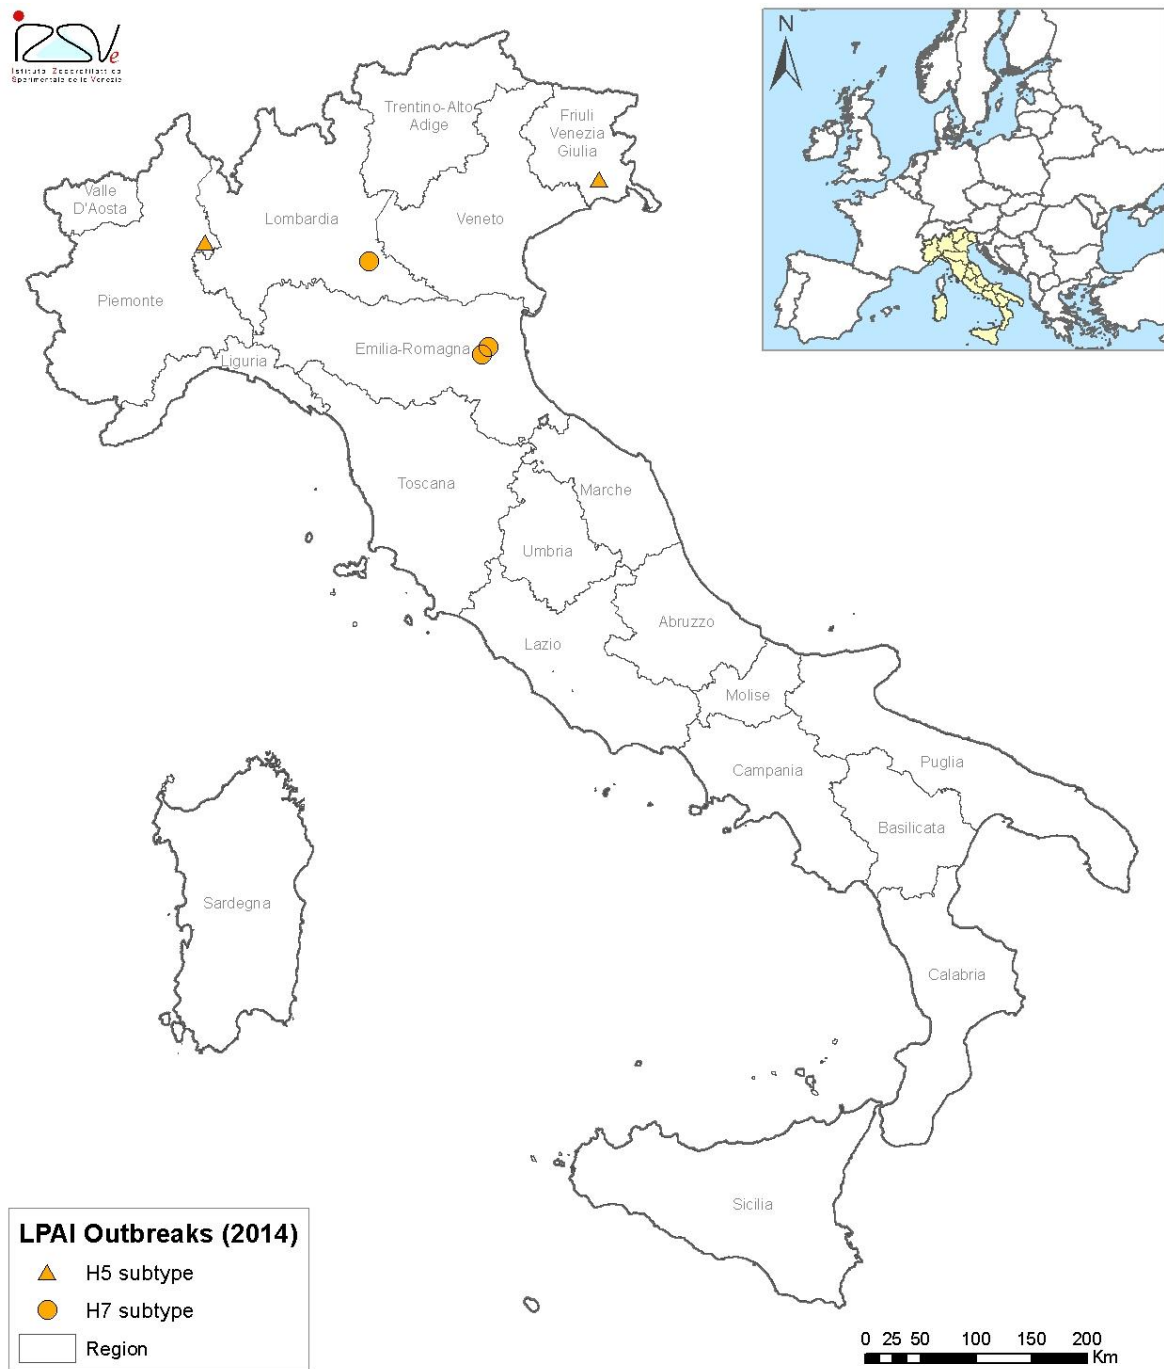 IZSVe
Istituto Zooprofilattico
Sperimentale delle Venezie
N
Trentino-Alto
Adige
Friuli
Venezia
Giulia
Valle
D'Aosta
Lombardia
Veneto
Piemonte
Emilia-Romagna
Liguria
Toscana
Marche
Umbria
Abruzzo
Lazio
Molise
Campania
Puglia
Basilicata
Sardegna
Calabria
Sicilia
LPAI Outbreaks (2014)
H5 subtype
H7 subtype
Region
0 25 50 100 150 200
Km